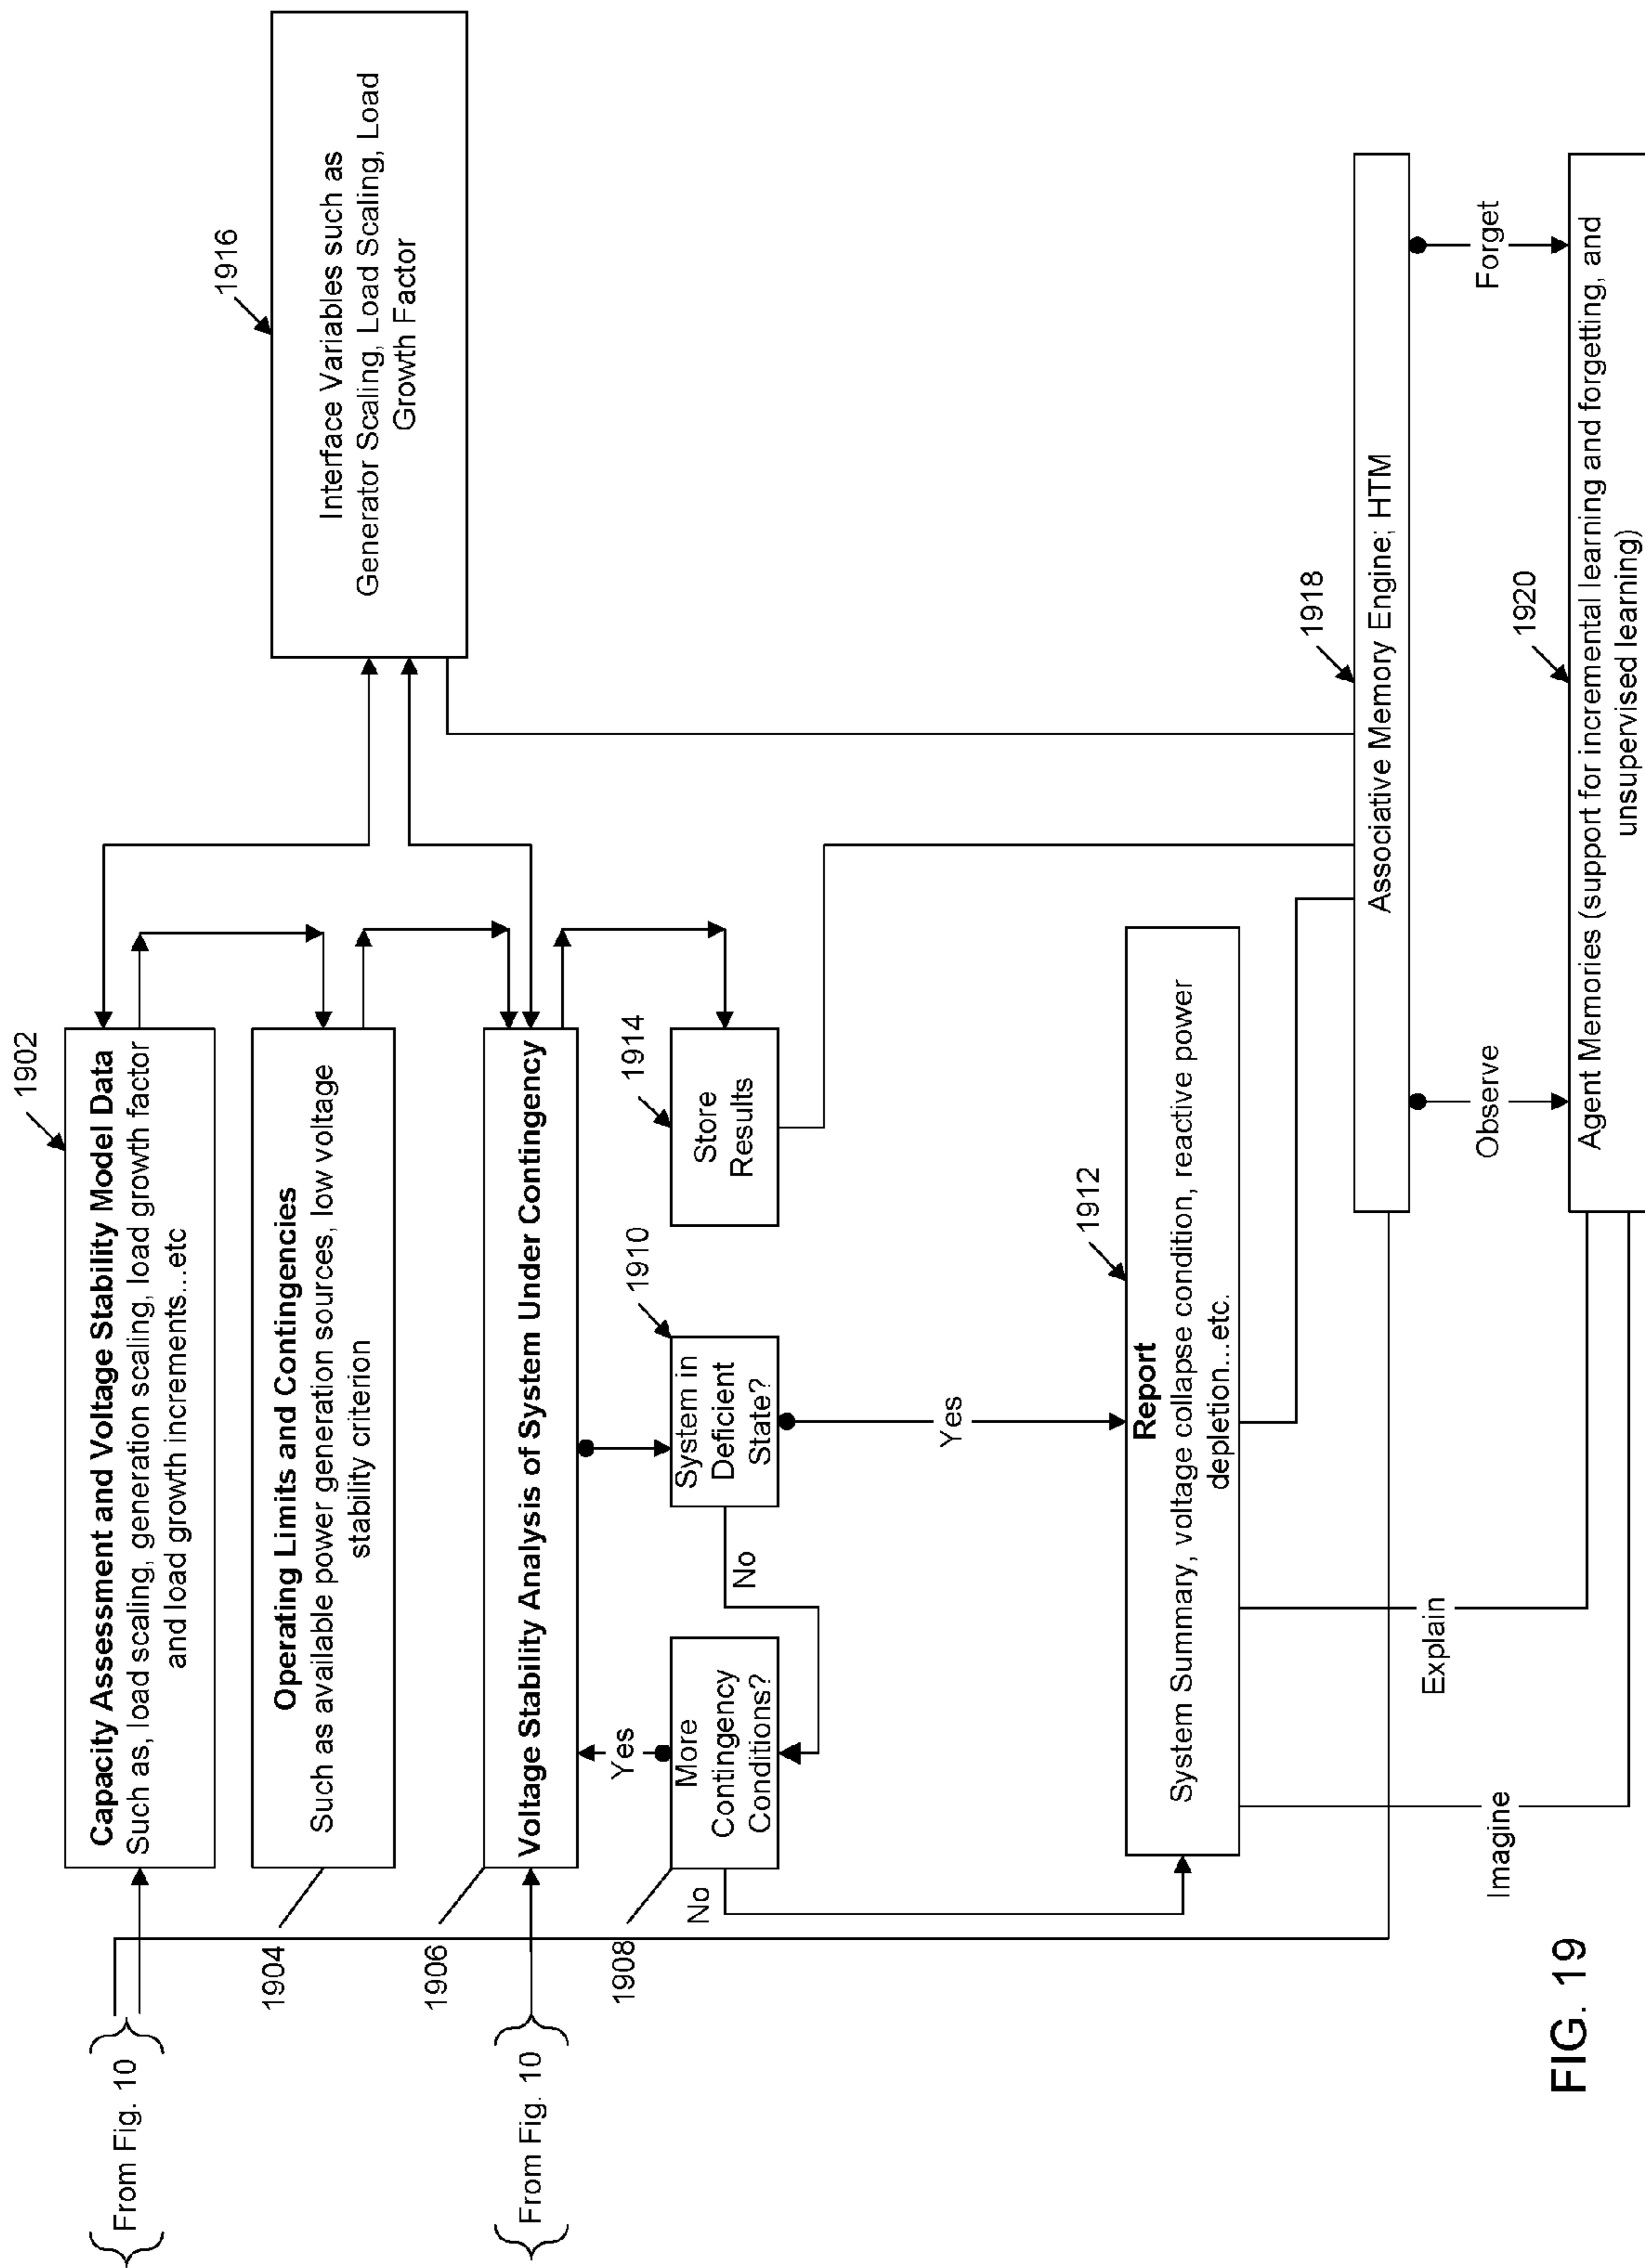 1902
Capacity Assessment and Voltage Stability Model Data
Such as, load scaling, generation scaling, load growth factor
and load growth increments...etc
From Fig. 10
1904
Operating Limits and Contingencies
Such as available power generation sources, low voltage
stability criterion
1916
Interface Variables such as
Generator Scaling, Load Scaling, Load
Growth Factor
1906
Voltage Stability Analysis of System Under Contingency
From Fig. 10
1908
Yes
More
Contingency
Conditions?
No
No
1910
System in
Deficient
State?
Yes
1914
Store
Results
1912
Report
System Summary, voltage collapse condition, reactive power
depletion...etc.
1918
Associative Memory Engine; HTM
Imagine
Explain
Observe
Forget
1920
Agent Memories (support for incremental learning and forgetting, and
unsupervised learning)
FIG. 19